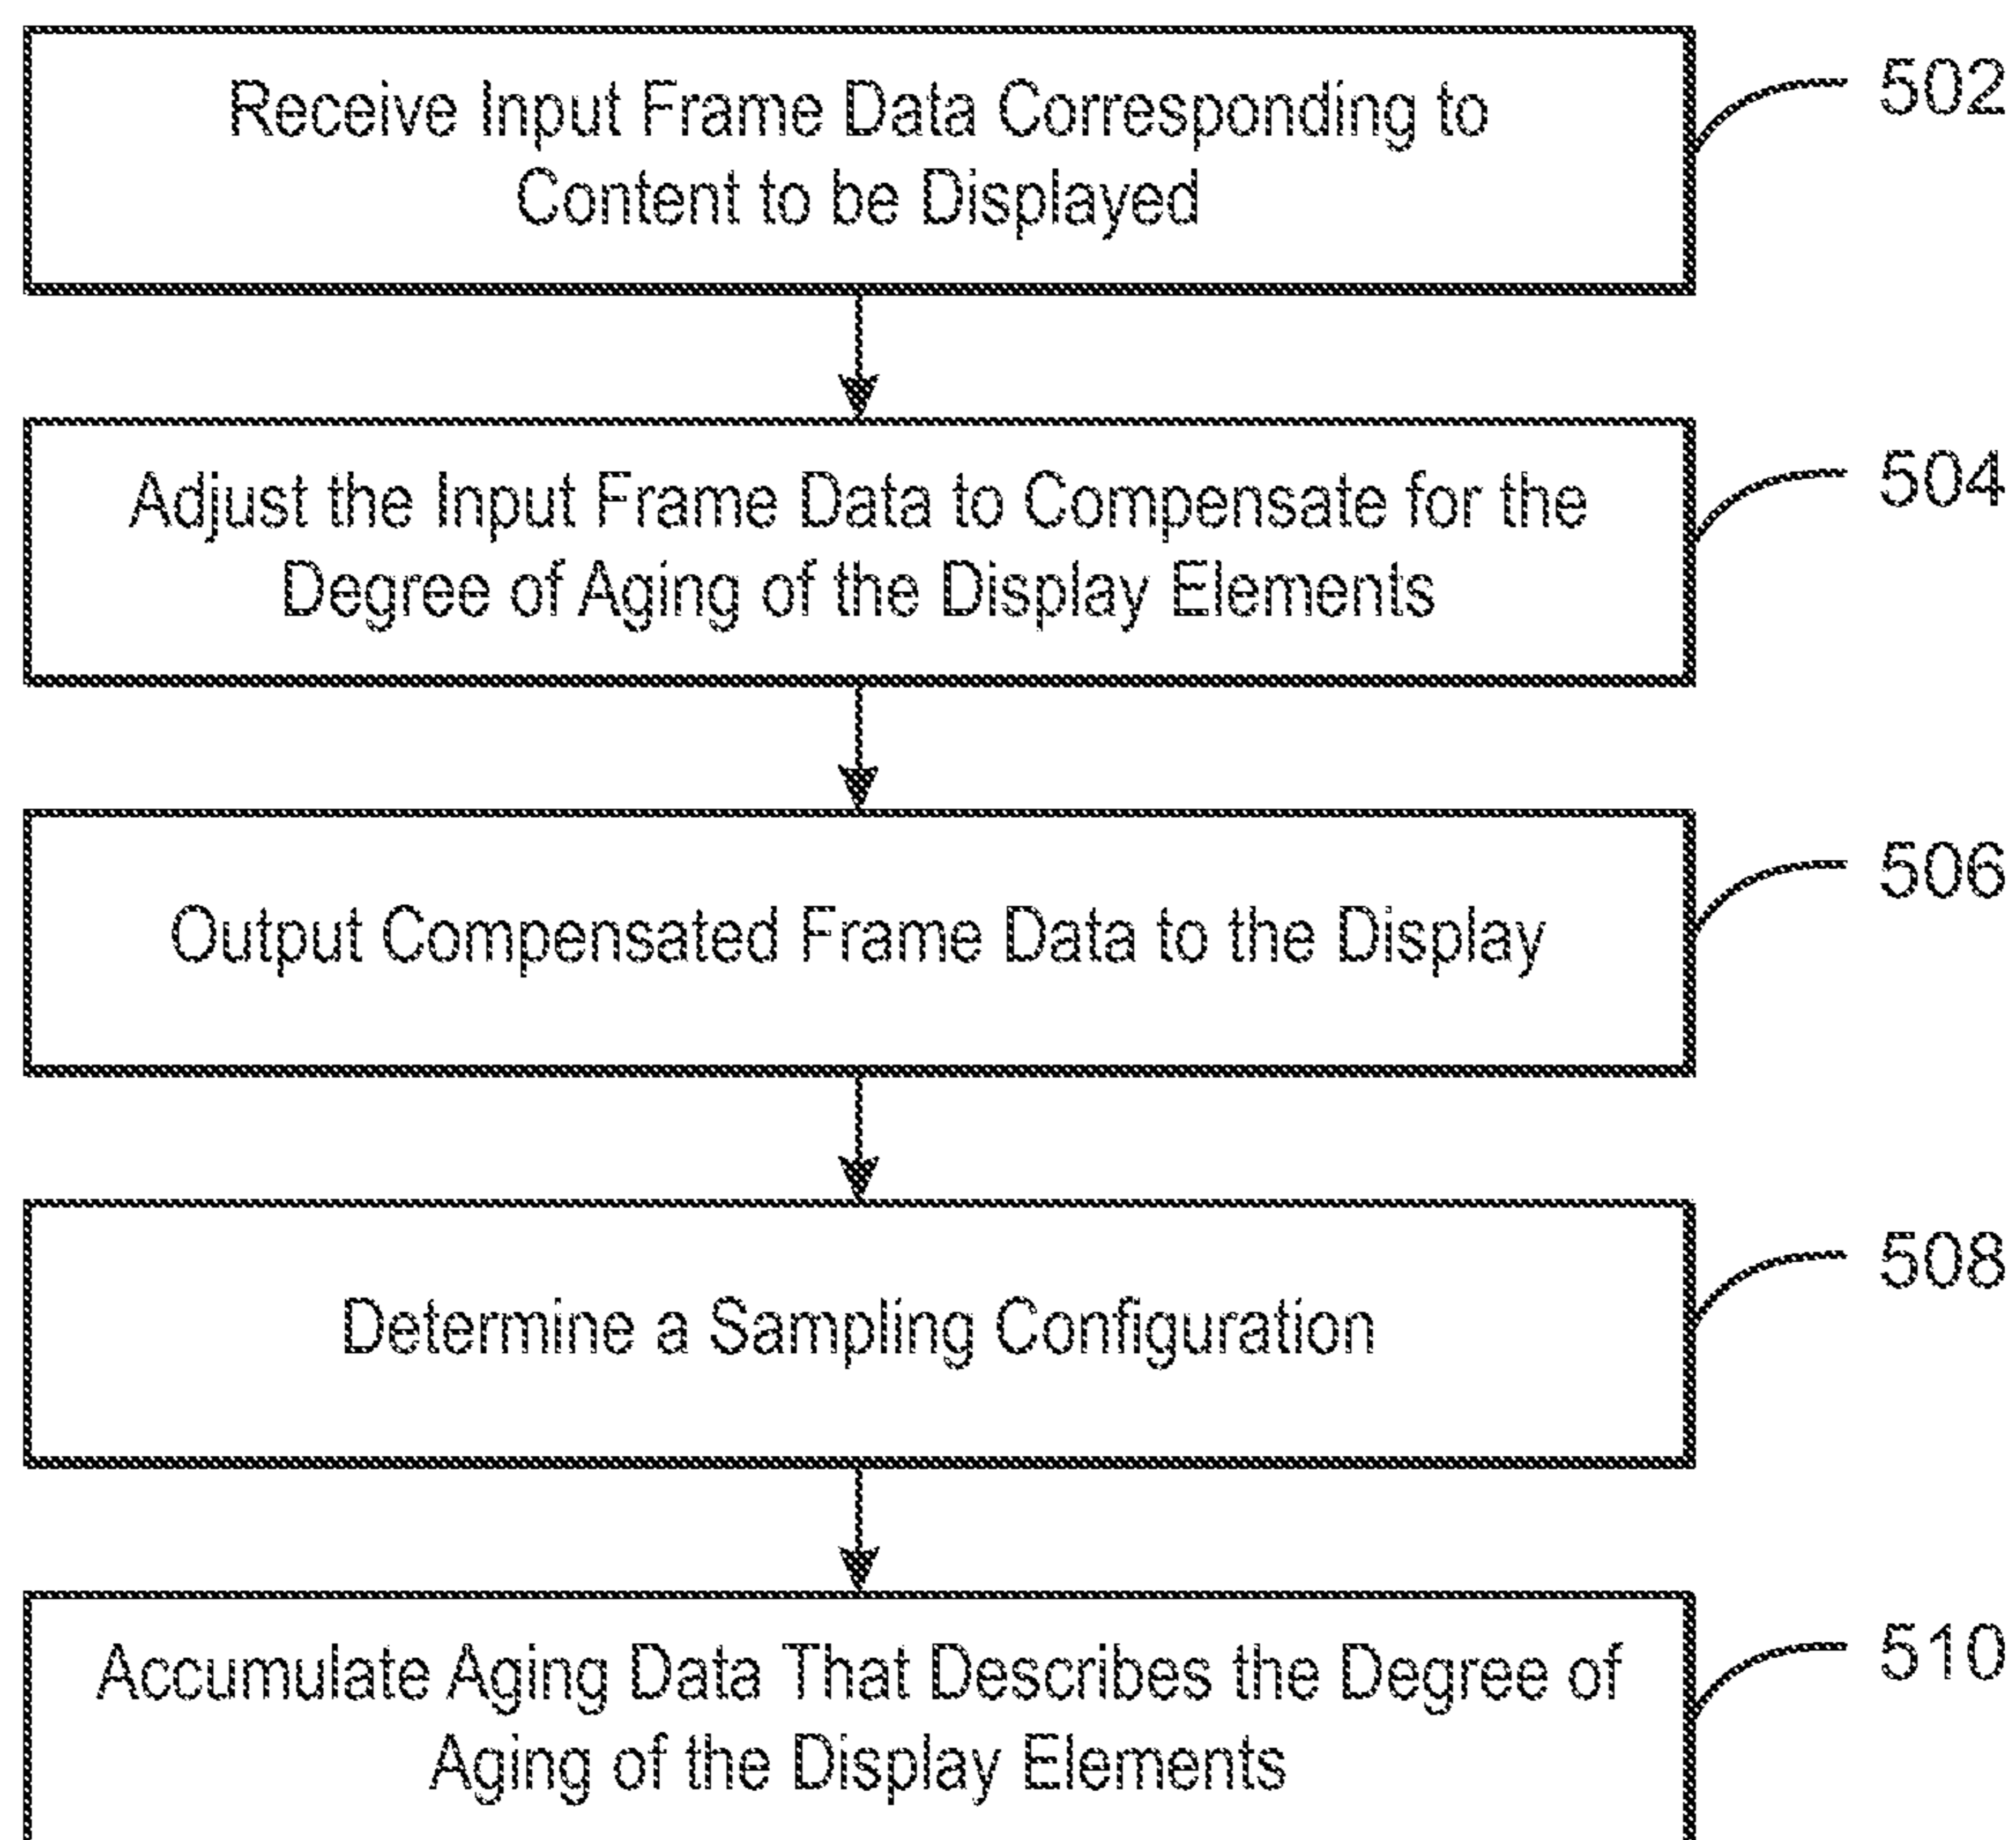 Receive Input Frame Data Corresponding to
Content to be Displayed
502
Adjust the Input Frame Data to Compensate for the
Degree of Aging of the Display Elements
504
Output Compensated Frame Data to the Display
506
Determine a Sampling Configuration
508
Accumulate Aging Data That Describes the Degree of
Aging of the Display Elements
510